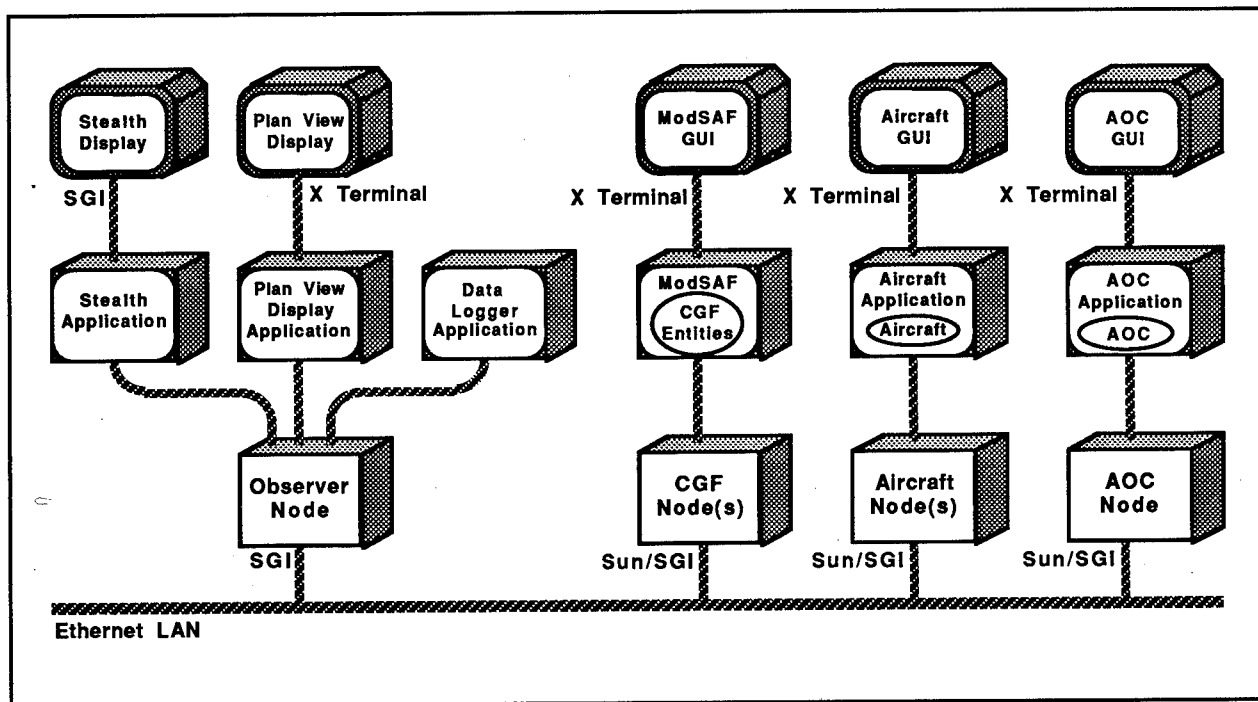 Stealth
Display
Plan View
Display
ModSAF
GUI
Aircraft
GUI
AOC
GUI
SGI
X Terminal
X Terminal
X Terminal
X Terminal
Stealth
Application
Plan View
Display
Application
Data
Logger
Application
ModSAF
CGF
Entities
Aircraft
Application
Aircraft
AOC
Application
AOC
Observer
Node
CGF
Node(s)
Aircraft
Node(s)
AOC
Node
SGI
Sun/SGI
Sun/SGI
Sun/SGI
Ethernet LAN